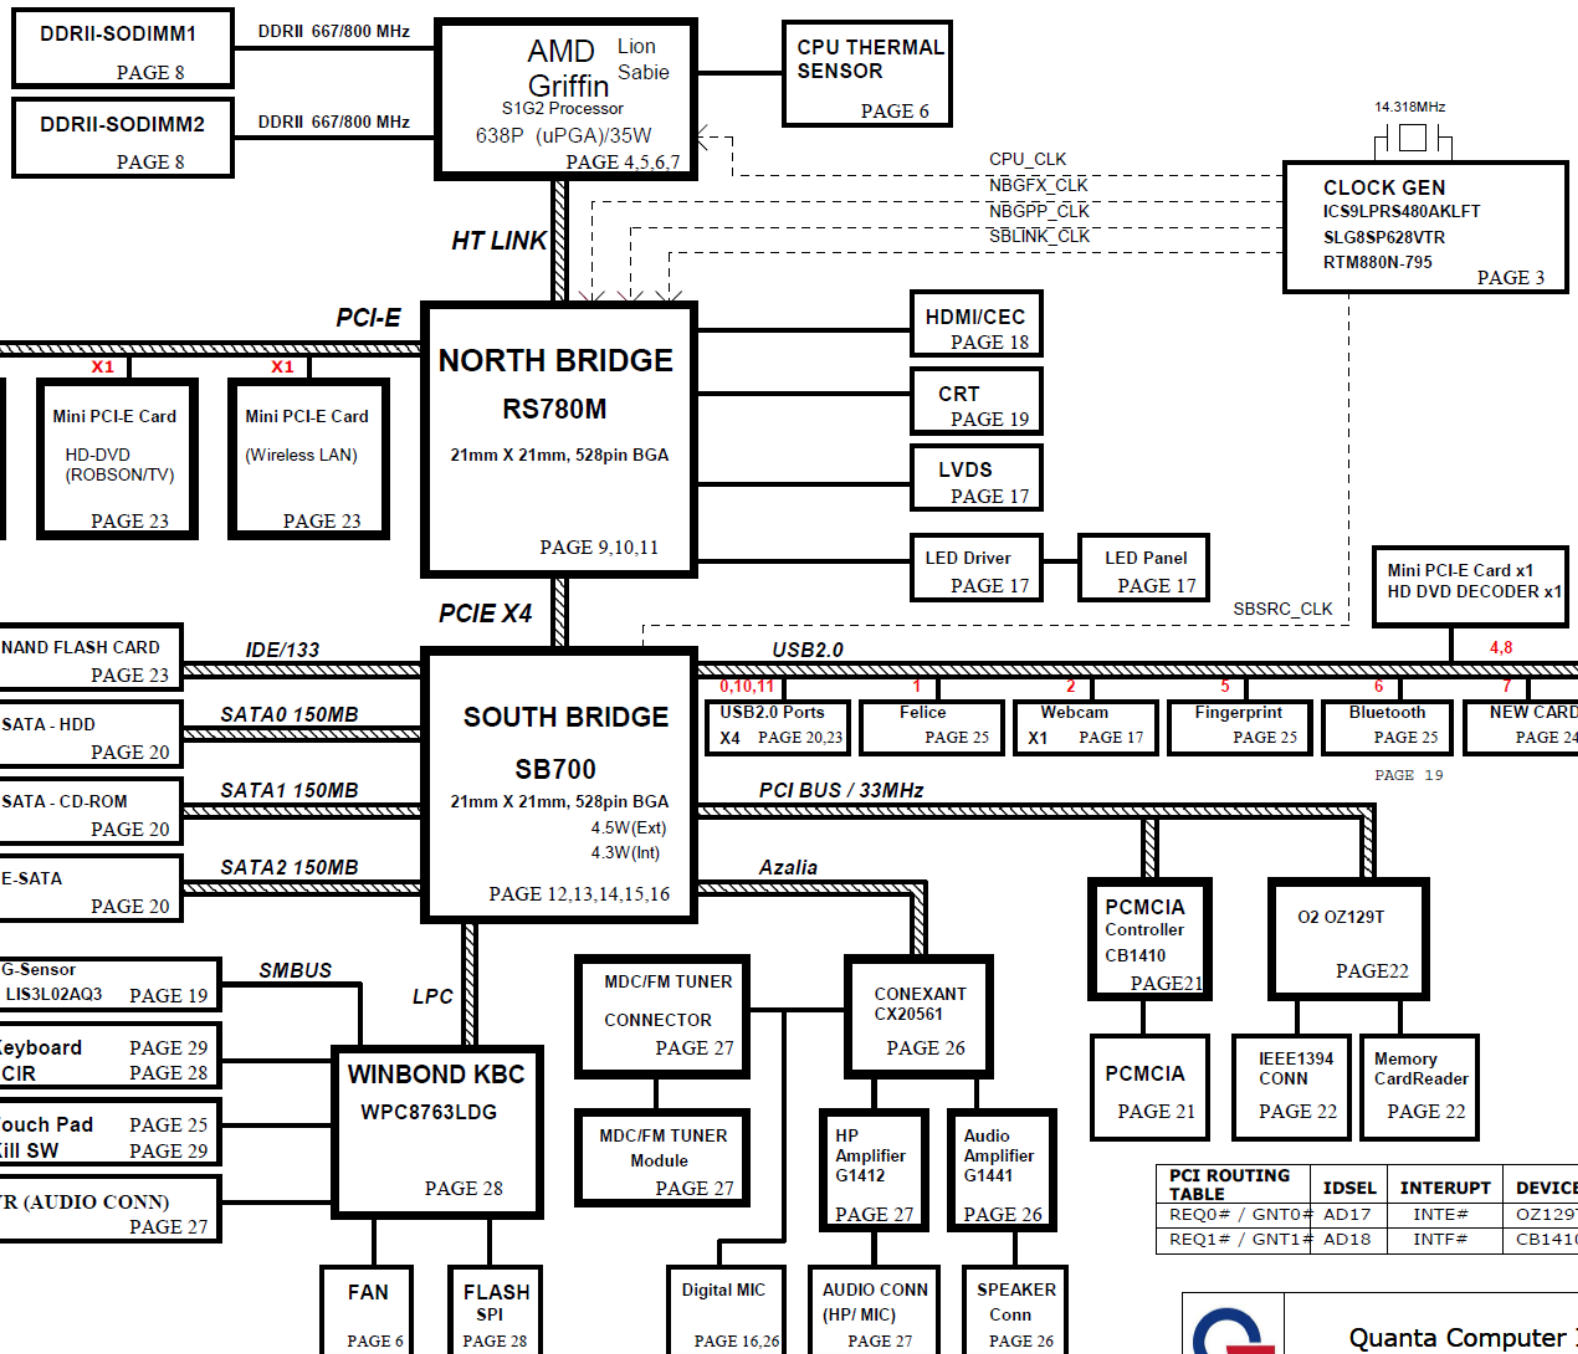 DDRII-SODIMM1
PAGE 8
DDRII 667/800 MHz
DDRII-SODIMM2
PAGE 8
DDRII 667/800 MHz
AMD Lion
Griffin Sabie
S1G2 Processor
638P (uPGA)/35W
PAGE 4,5,6,7
CPU THERMAL
SENSOR
PAGE 6
14.318MHz
CLOCK GEN
ICS9LPRS480AKLFT
SLG8SP628VTR
RTM880N-795
PAGE 3
CPU_CLK
NBGFX_CLK
NBGPP_CLK
SBLINK_CLK
HT LINK
PCI-E
X1
X1
Mini PCI-E Card
HD-DVD
(ROBSON/TV)
PAGE 23
Mini PCI-E Card
(Wireless LAN)
PAGE 23
NORTH BRIDGE
RS780M
21mm X 21mm, 528pin BGA
PAGE 9,10,11
HDMI/CEC
PAGE 18
CRT
PAGE 19
LVDS
PAGE 17
LED Driver
PAGE 17
LED Panel
PAGE 17
Mini PCI-E Card x1
HD DVD DECODER x1
SBSRC_CLK
PCIE X4
NAND FLASH CARD
PAGE 23
IDE/133
SATA - HDD
PAGE 20
SATA0 150MB
SATA - CD-ROM
PAGE 20
SATA1 150MB
E-SATA
PAGE 20
SATA2 150MB
SOUTH BRIDGE
SB700
21mm X 21mm, 528pin BGA
4.5W(Ext)
4.3W(Int)
PAGE 12,13,14,15,16
USB2.0
4,8
0,10,11
1
2
5
6
7
USB2.0 Ports
X4 PAGE 20,23
Felice
PAGE 25
Webcam
X1 PAGE 17
Fingerprint
PAGE 25
Bluetooth
PAGE 25
NEW CARD
PAGE 24
PAGE 19
PCI BUS / 33MHz
Azalia
PCMCIA
Controller
CB1410
PAGE21
O2 OZ129T
PAGE22
PCMCIA
PAGE 21
IEEE1394
CONN
PAGE 22
Memory
CardReader
PAGE 22
G-Sensor
LIS3L02AQ3 PAGE 19
SMBUS
LPC
Keyboard PAGE 29
CIR PAGE 28
Touch Pad PAGE 25
Kill SW PAGE 29
R (AUDIO CONN)
PAGE 27
WINBOND KBC
WPC8763LDG
PAGE 28
FAN
PAGE 6
FLASH
SPI
PAGE 28
MDC/FM TUNER
CONNECTOR
PAGE 27
MDC/FM TUNER
Module
PAGE 27
CONEXANT
CX20561
PAGE 26
HP
Amplifier
G1412
PAGE 27
Audio
Amplifier
G1441
PAGE 26
Digital MIC
PAGE 16,26
AUDIO CONN
(HP/ MIC)
PAGE 27
SPEAKER
Conn
PAGE 26
PCI ROUTING TABLE IDSEL INTERUPT DEVICE
REQ0# / GNT0# AD17 INTE# OZ129T
REQ1# / GNT1# AD18 INTF# CB1410
Quanta Computer